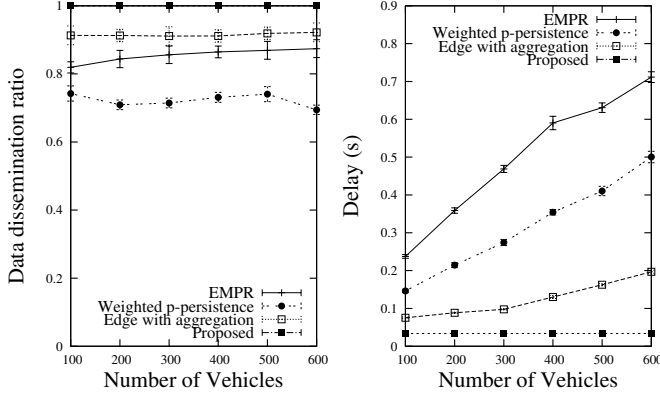 1
0.8
0.6
0.4
0.2
0
100 200 300 400 500 600
Data dissemination ratio
Number of Vehicles
EMPR
Weighted p-persistence
Edge with aggregation
Proposed
0.8
0.7
0.6
0.5
0.4
0.3
0.2
0.1
0
100 200 300 400 500 600
Delay (s)
Number of Vehicles
EMPR
Weighted p-persistence
Edge with aggregation
Proposed